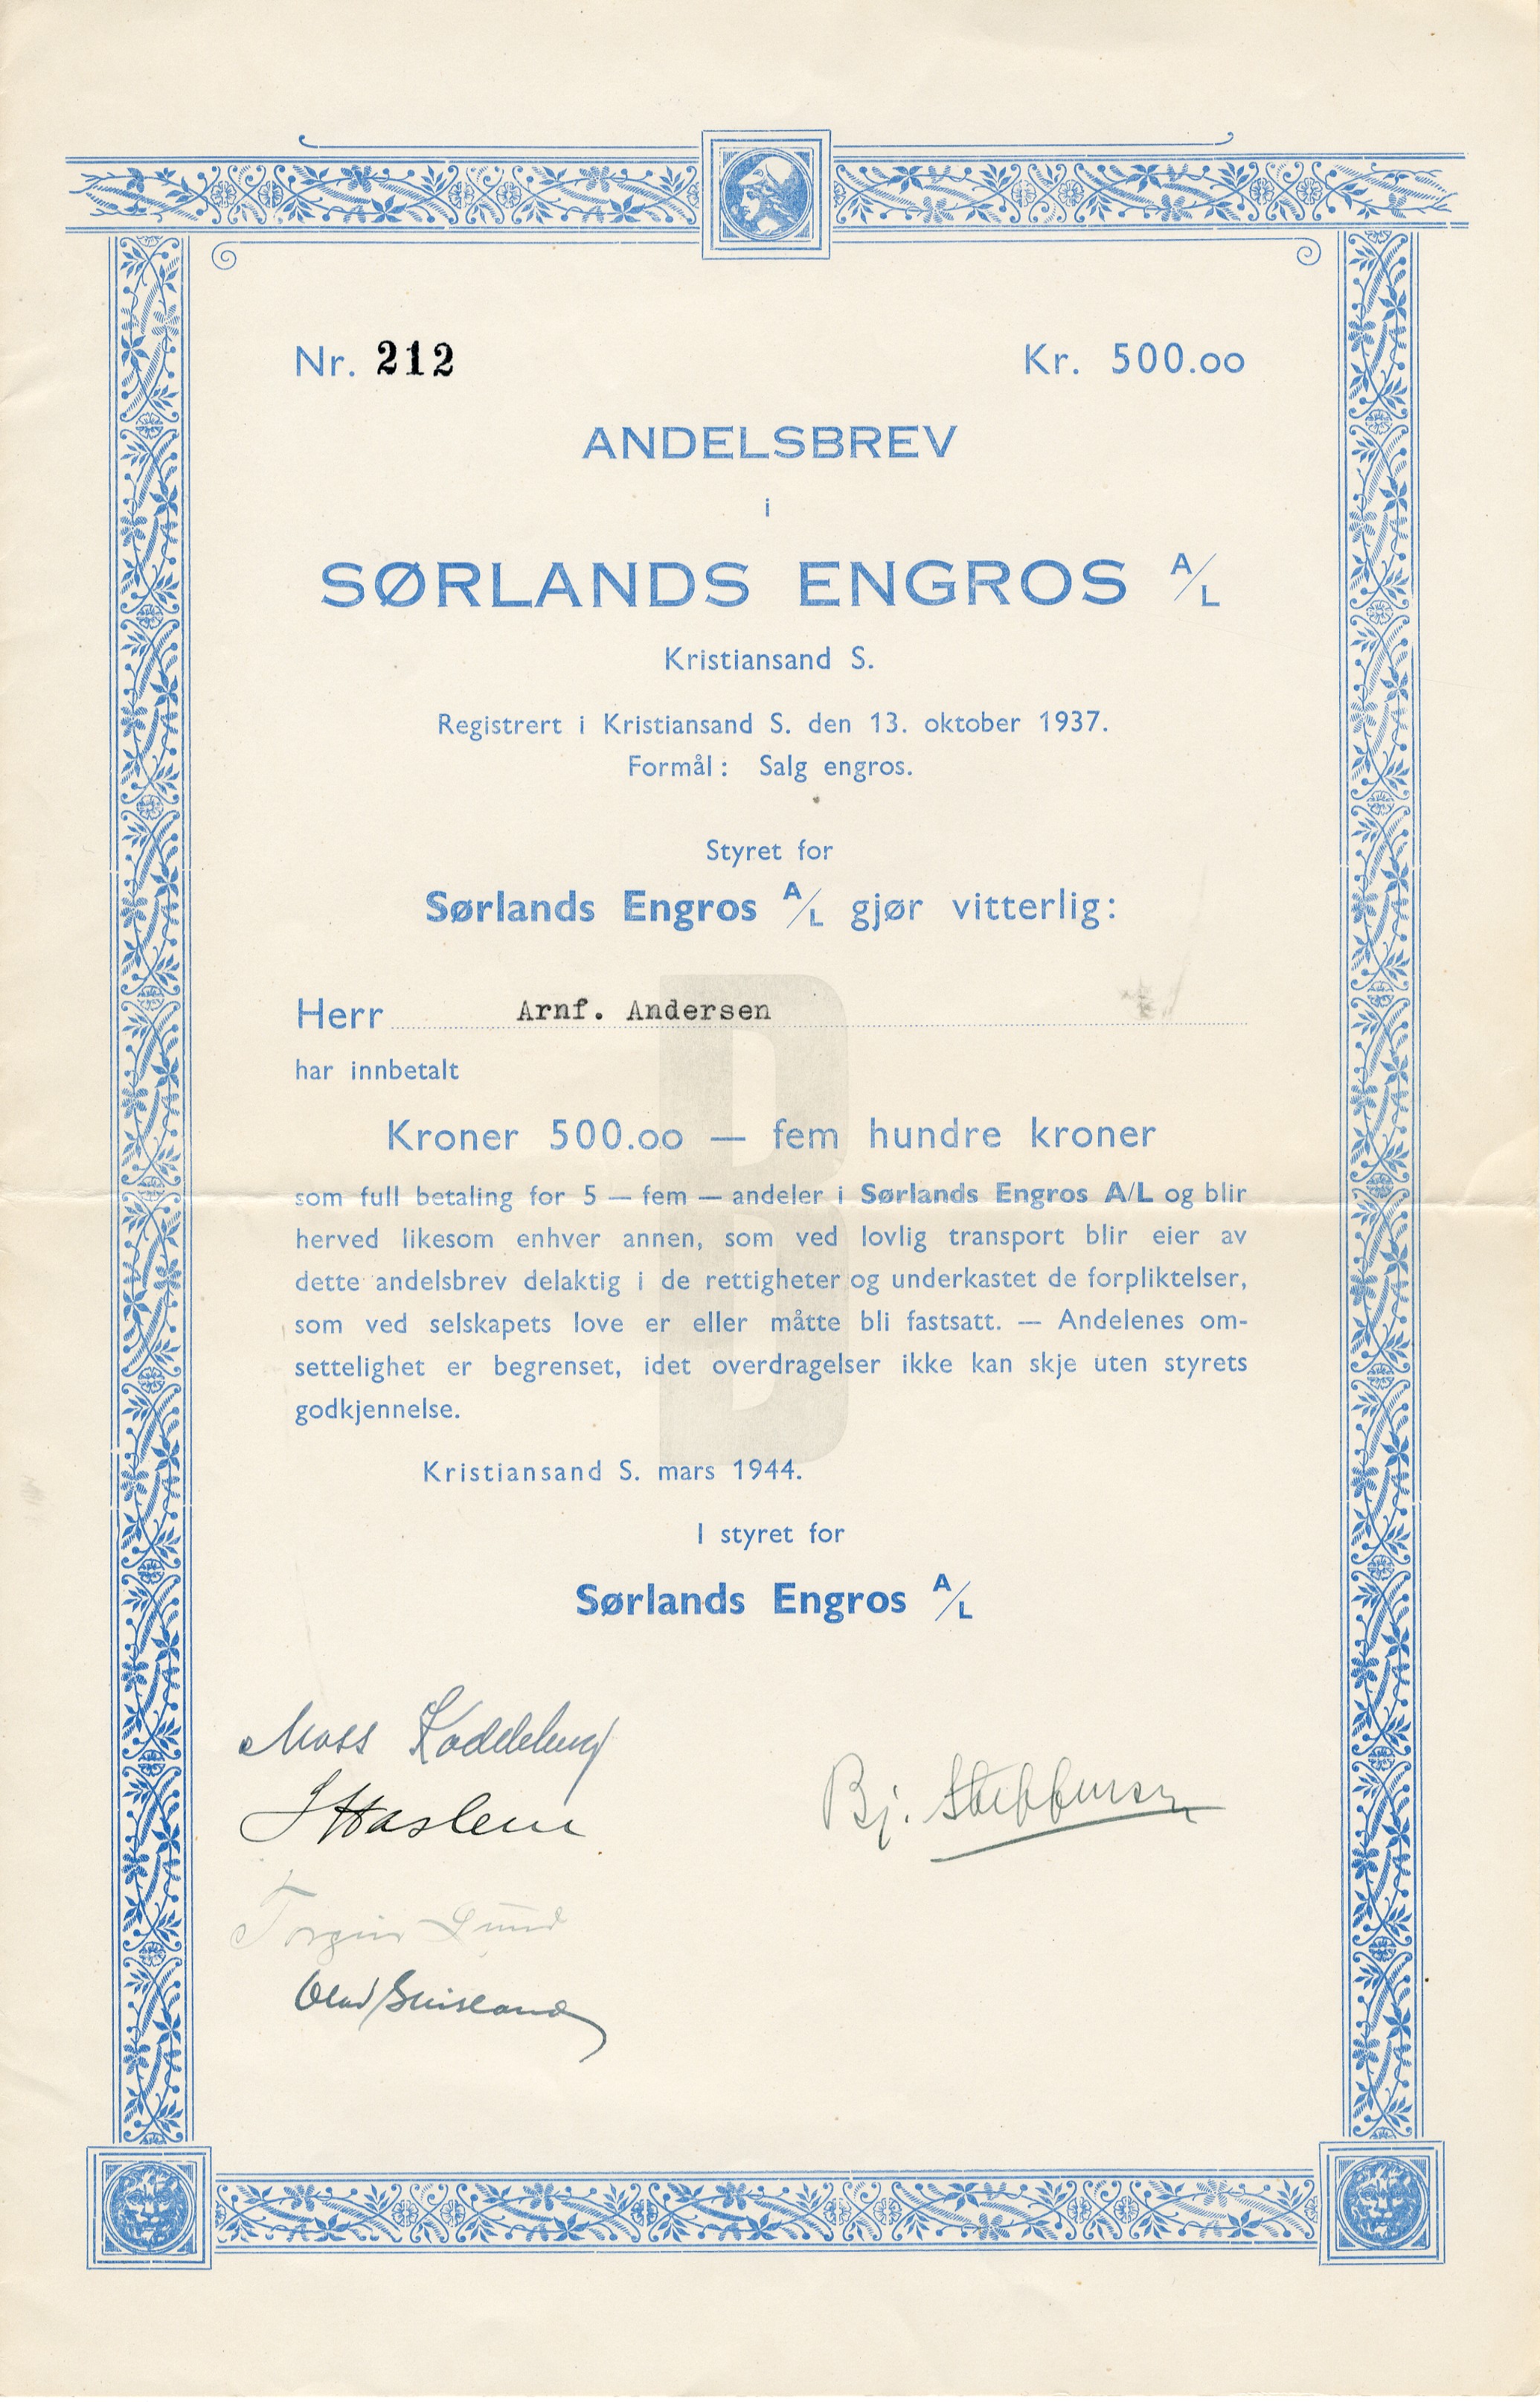 Nr. 212
Kr. 500.oo
ANDELSBREV
i
SØRLANDS ENGROS A/L
Kristiansand S.
Registrert i Kristiansand S. den 13. oktober 1937.
Formål: Salg engros.
Styret for
Sørlands Engros A/L gjør vitterlig:
Herr Arnf. Andersen
har innbetalt
Kroner 500.oo — fem hundre kroner
som full betaling for 5 — fem — andeler i Sørlands Engros A/L og blir
herved likesom enhver annen, som ved lovlig transport blir eier av
dette andelsbrev delaktig i de rettigheter og underkastet de forpliktelser,
som ved selskapets love er eller måtte bli fastsatt. — Andelenes om-
settelighet er begrenset, idet overdragelser ikke kan skje uten styrets
godkjennelse.
Kristiansand S. mars 1944.
I styret for
Sørlands Engros A/L
Moss
Bj.
Lund
B